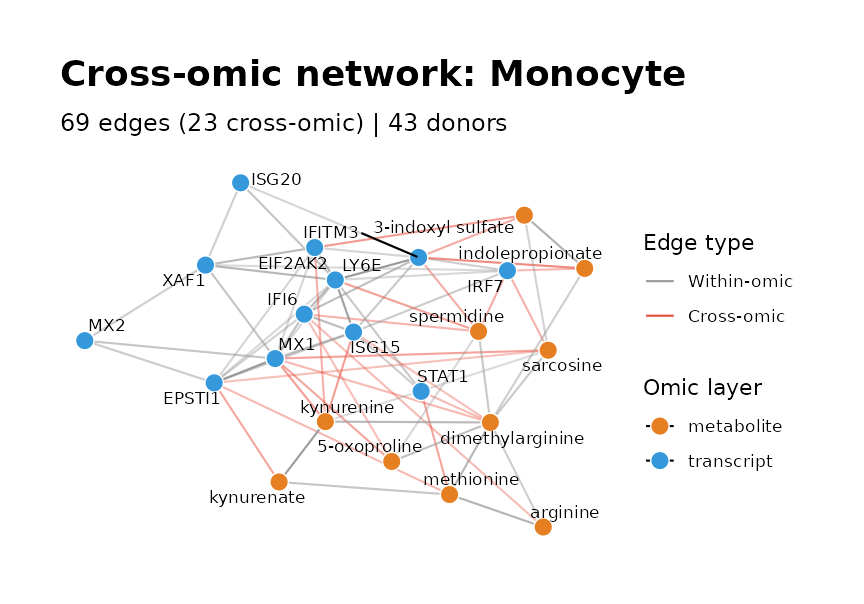 Cross-omic network: Monocyte
69 edges (23 cross-omic) | 43 donors
ISG20
IFITM3
3-indoxyl sulfate
EIF2AK2
LY6E
indolepropionate
XAF1
IRF7
IFI6
spermidine
MX2
MX1
ISG15
sarcosine
STAT1
EPSTI1
kynurenine
5-oxoproline
dimethylarginine
methionine
kynurenate
arginine
Edge type
Within-omic
Cross-omic
Omic layer
metabolite
transcript